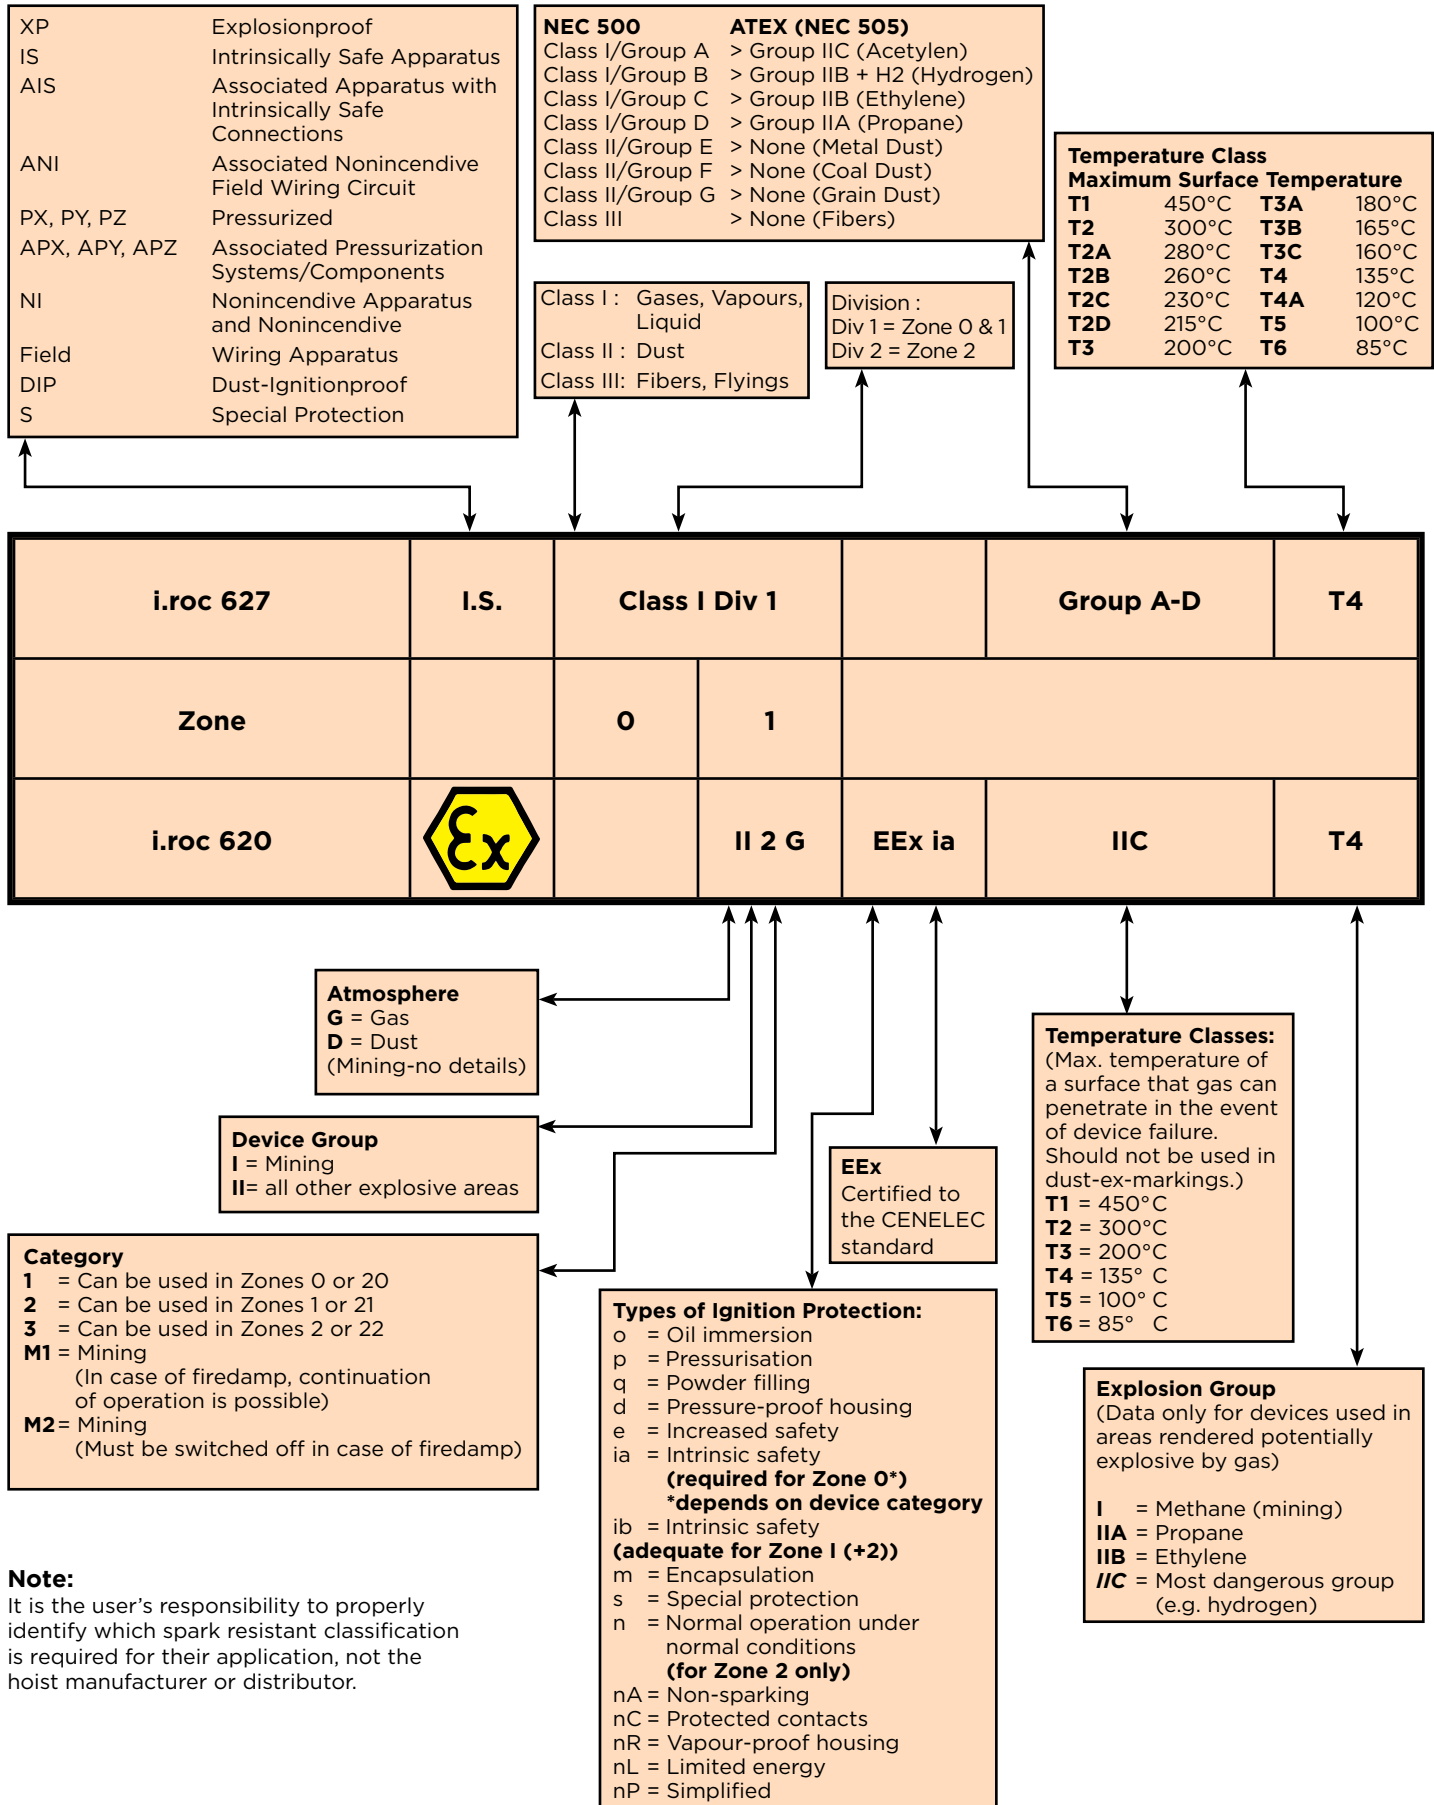 XP Explosionproof
IS Intrinsically Safe Apparatus
AIS Associated Apparatus with
Intrinsically Safe
Connections
ANI Associated Nonincendive
Field Wiring Circuit
PX, PY, PZ Pressurized
APX, APY, APZ Associated Pressurization
Systems/Components
NI Nonincendive Apparatus
and Nonincendive
Field Wiring Apparatus
DIP Dust-Ignitionproof
S Special Protection
NEC 500 ATEX (NEC 505)
Class I/Group A > Group IIC (Acetylen)
Class I/Group B > Group IIB + H2 (Hydrogen)
Class I/Group C > Group IIB (Ethylene)
Class I/Group D > Group IIA (Propane)
Class II/Group E > None (Metal Dust)
Class II/Group F > None (Coal Dust)
Class II/Group G > None (Grain Dust)
Class III > None (Fibers)
Class I : Gases, Vapours,
Liquid
Class II : Dust
Class III: Fibers, Flyings
Division :
Div 1 = Zone 0 & 1
Div 2 = Zone 2
Temperature Class
Maximum Surface Temperature
T1 450°C T3A 180°C
T2 300°C T3B 165°C
T2A 280°C T3C 160°C
T2B 260°C T4 135°C
T2C 230°C T4A 120°C
T2D 215°C T5 100°C
T3 200°C T6 85°C
i.roc 627 I.S. Class I Div 1 Group A-D T4
Zone 0 1
i.roc 620 Ex II 2 G EEx ia IIC T4
Atmosphere
G = Gas
D = Dust
(Mining-no details)
Device Group
I = Mining
II= all other explosive areas
Category
1 = Can be used in Zones 0 or 20
2 = Can be used in Zones 1 or 21
3 = Can be used in Zones 2 or 22
M1 = Mining
(In case of firedamp, continuation
of operation is possible)
M2= Mining
(Must be switched off in case of firedamp)
EEx
Certified to
the CENELEC
standard
Types of Ignition Protection:
o = Oil immersion
p = Pressurisation
q = Powder filling
d = Pressure-proof housing
e = Increased safety
ia = Intrinsic safety
(required for Zone 0*)
*depends on device category
ib = Intrinsic safety
(adequate for Zone I (+2))
m = Encapsulation
s = Special protection
n = Normal operation under
normal conditions
(for Zone 2 only)
nA = Non-sparking
nC = Protected contacts
nR = Vapour-proof housing
nL = Limited energy
nP = Simplified
Temperature Classes:
(Max. temperature of
a surface that gas can
penetrate in the event
of device failure.
Should not be used in
dust-ex-markings.)
T1 = 450°C
T2 = 300°C
T3 = 200°C
T4 = 135° C
T5 = 100° C
T6 = 85° C
Explosion Group
(Data only for devices used in
areas rendered potentially
explosive by gas)
I = Methane (mining)
IIA = Propane
IIB = Ethylene
IIC = Most dangerous group
(e.g. hydrogen)
Note:
It is the user's responsibility to properly
identify which spark resistant classification
is required for their application, not the
hoist manufacturer or distributor.